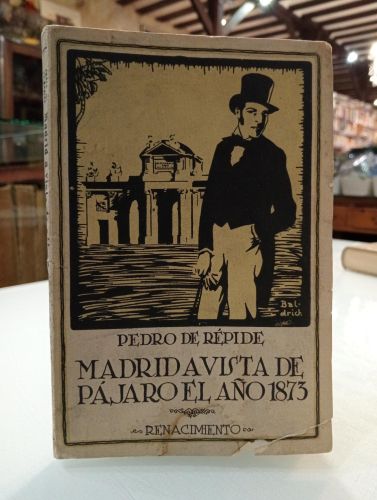 Bal-
drich
PEDRO DE RÉPIDE
MADRID A VISTA DE
PÁJARO EL AÑO 1873
RENACIMIENTO